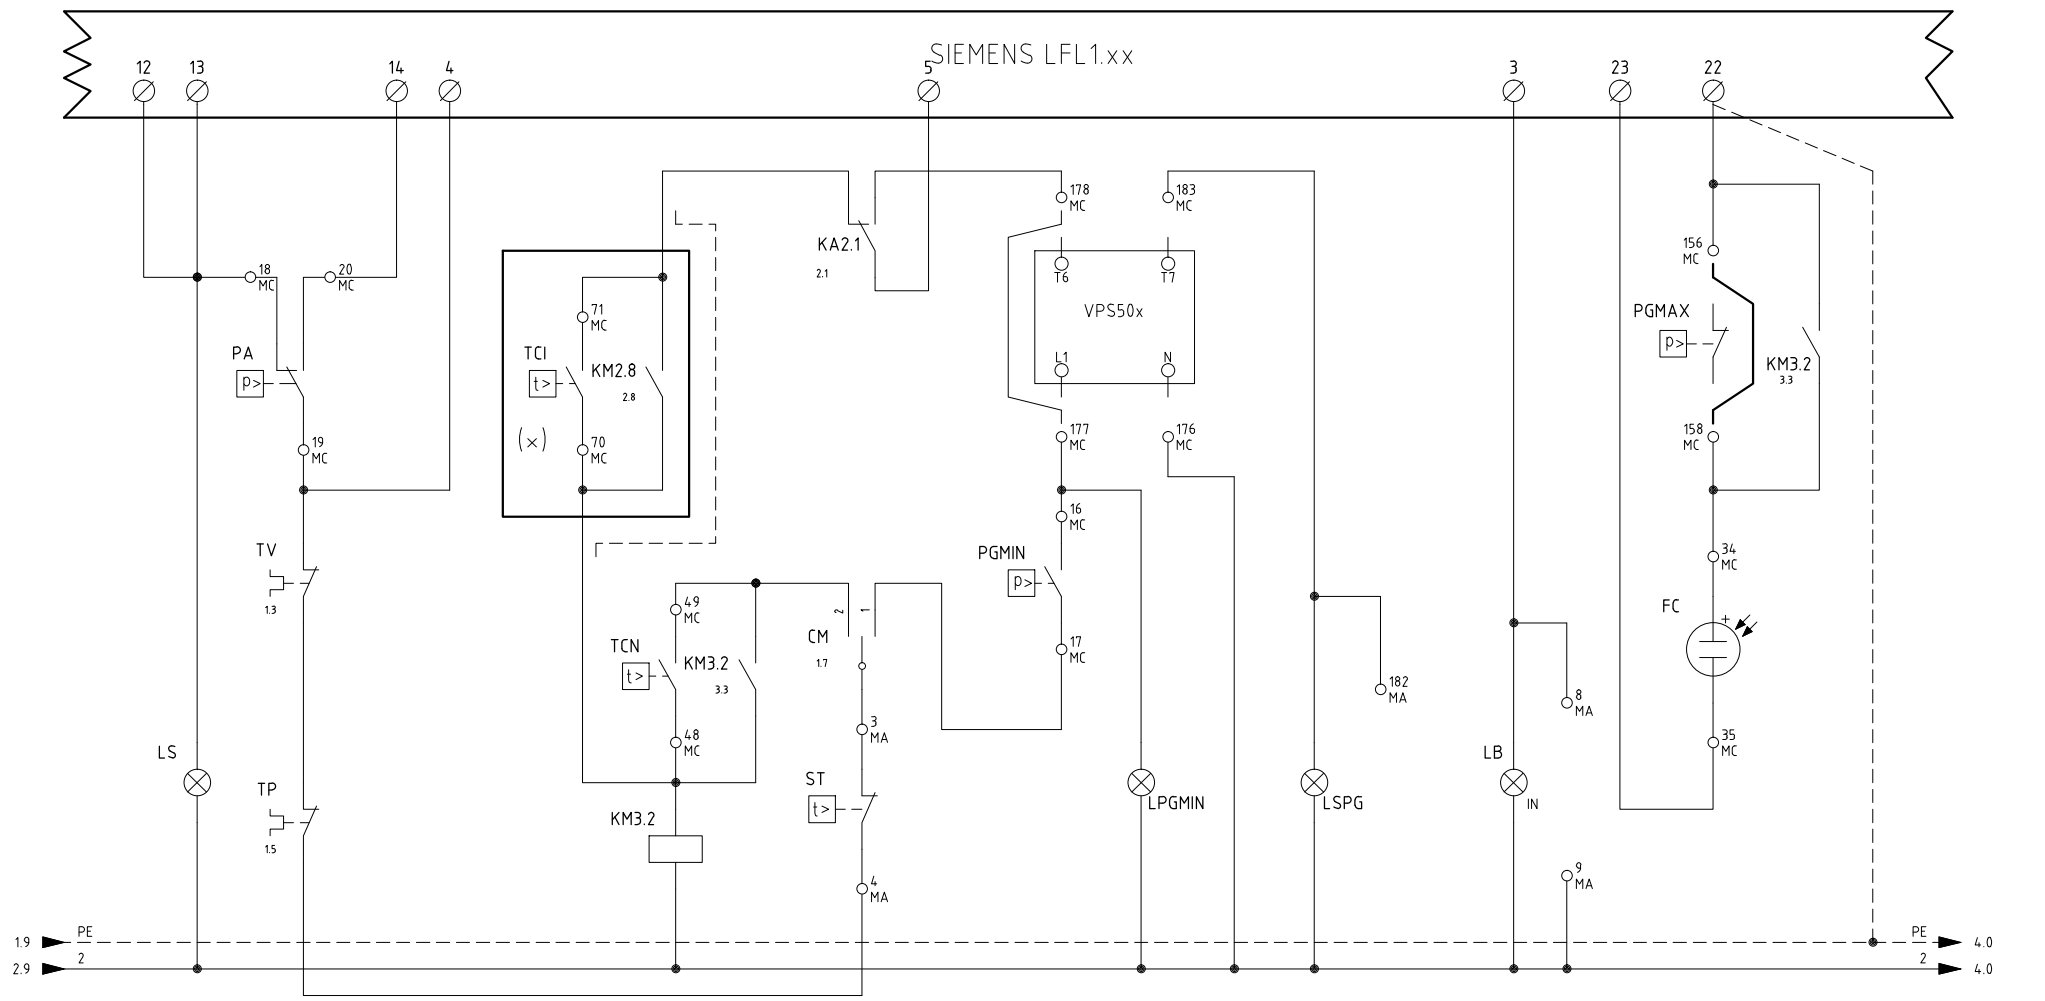 SIEMENS LFL1.xx
12
13
14
4
5
3
23
22
18
MC
20
MC
PA
p>
19
MC
TV
1.3
TP
1.5
LS
71
MC
TCI
t>
KM2.8
2.8
(x)
70
MC
KA2.1
2.1
49
MC
TCN
t>
KM3.2
3.3
48
MC
KM3.2
2
1
CM
1.7
3
MA
ST
t>
4
MA
178
MC
183
MC
T6
T7
VPS50x
L1
N
177
MC
176
MC
16
MC
PGMIN
p>
17
MC
LPGMIN
LSPG
182
MA
LB
IN
8
MA
9
MA
156
MC
PGMAX
p>
KM3.2
3.3
158
MC
34
MC
FC
+
35
MC
1.9
PE
PE
4.0
2.9
2
2
4.0